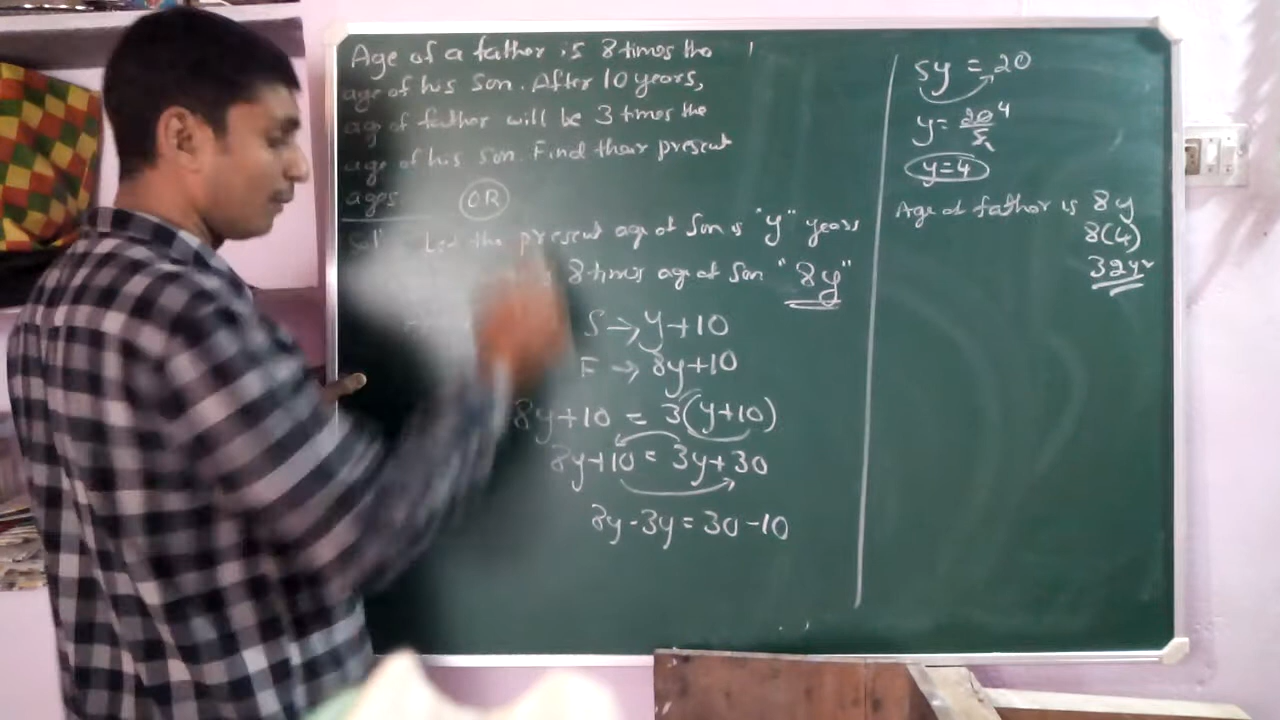 Age of a father is 8 times the
age of his son. After 10 years,
age of father will be 3 times the
age of his son. Find their present
ages
OR
Let the present age of Son is "y" years
8 times age of Son "8y"
S → y+10
F → 8y+10
8y+10 = 3(y+10)
8y+10 = 3y+30
8y-3y = 30-10
5y = 20
y = 20/5 4
y=4
Age of father is 8y
8(4)
32yr